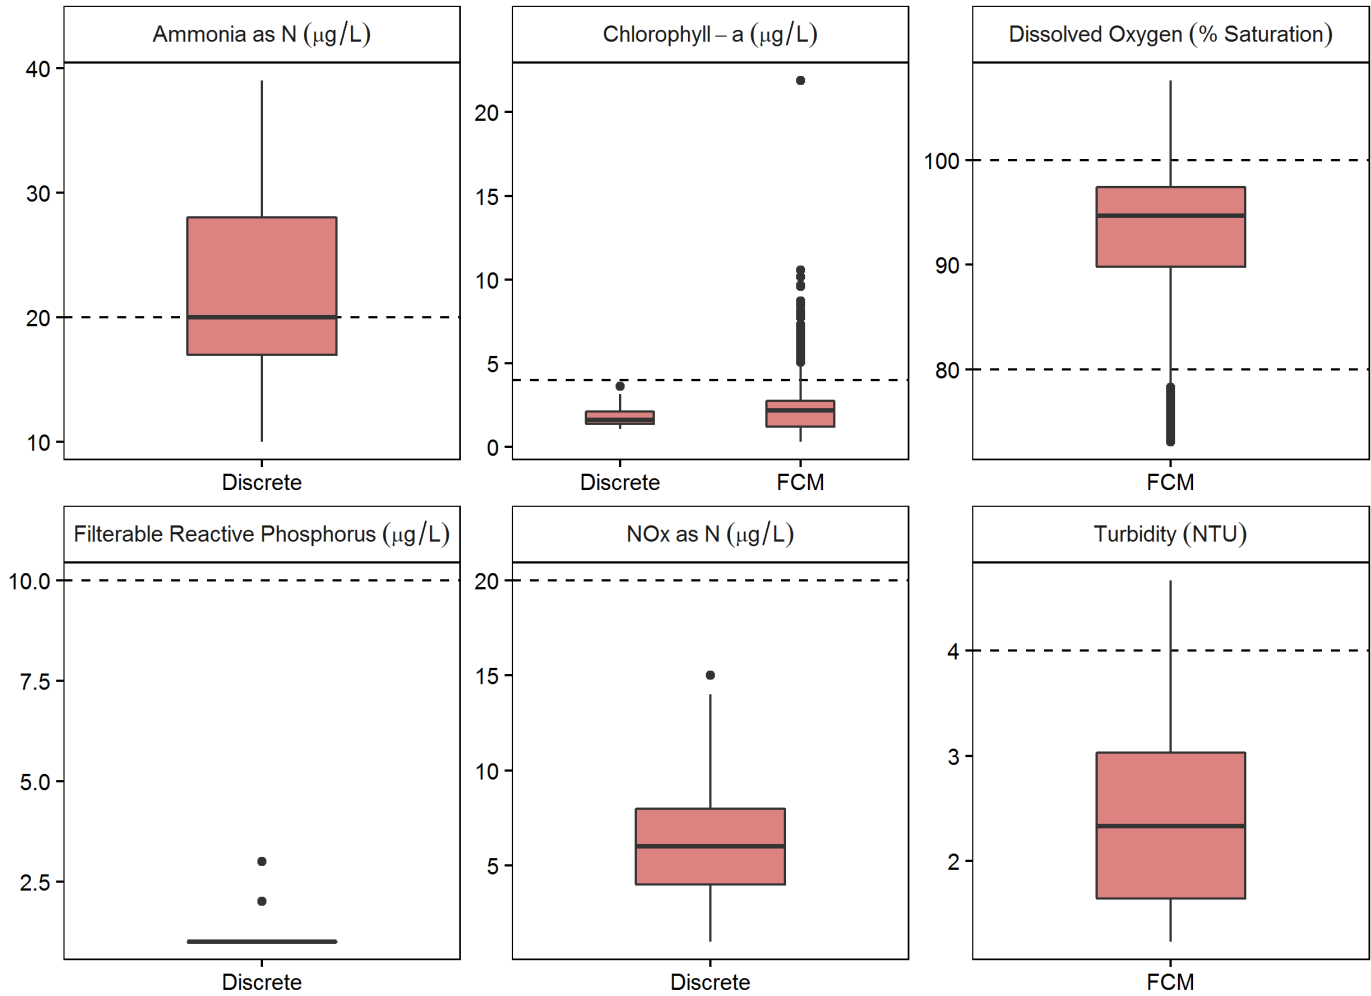 Ammonia as N (μg/L)
40
30
20
10
Discrete
Chlorophyll – a (μg/L)
20
15
10
5
0
Discrete FCM
Dissolved Oxygen (% Saturation)
100
90
80
FCM
Filterable Reactive Phosphorus (μg/L)
10.0
7.5
5.0
2.5
Discrete
NOx as N (μg/L)
20
15
10
5
Discrete
Turbidity (NTU)
4
3
2
FCM